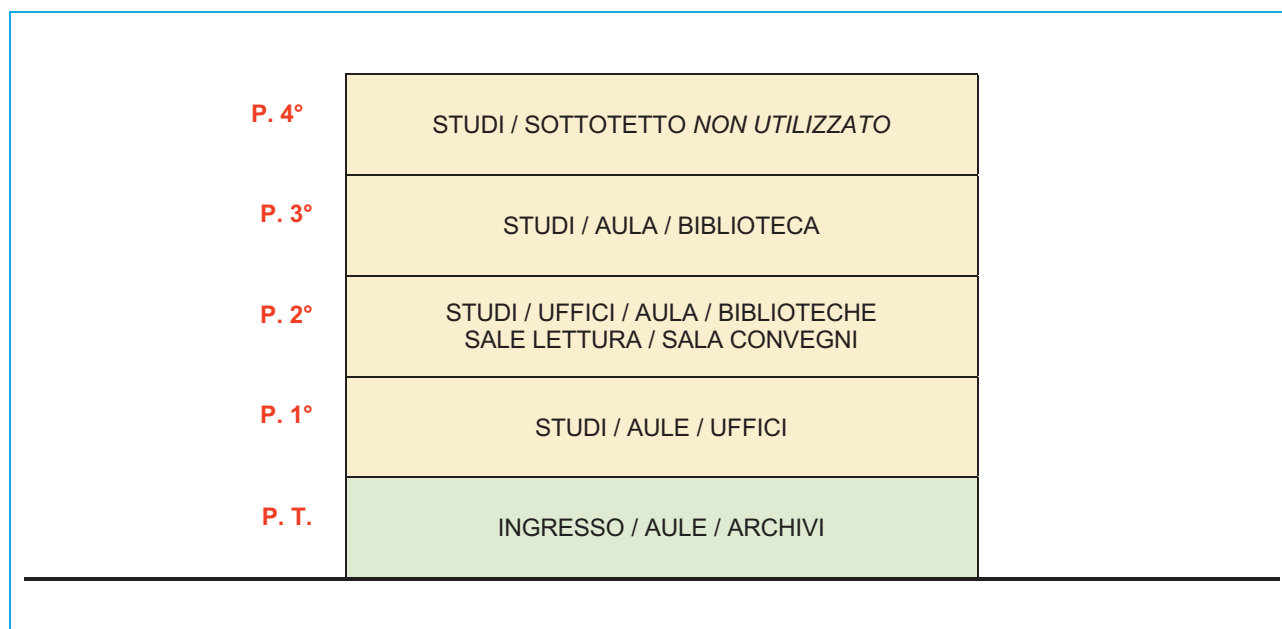 P. 4°
STUDI / SOTTOTETTO NON UTILIZZATO
P. 3°
STUDI / AULA / BIBLIOTECA
P. 2°
STUDI / UFFICI / AULA / BIBLIOTECHE
SALE LETTURA / SALA CONVEGNI
P. 1°
STUDI / AULE / UFFICI
P. T.
INGRESSO / AULE / ARCHIVI